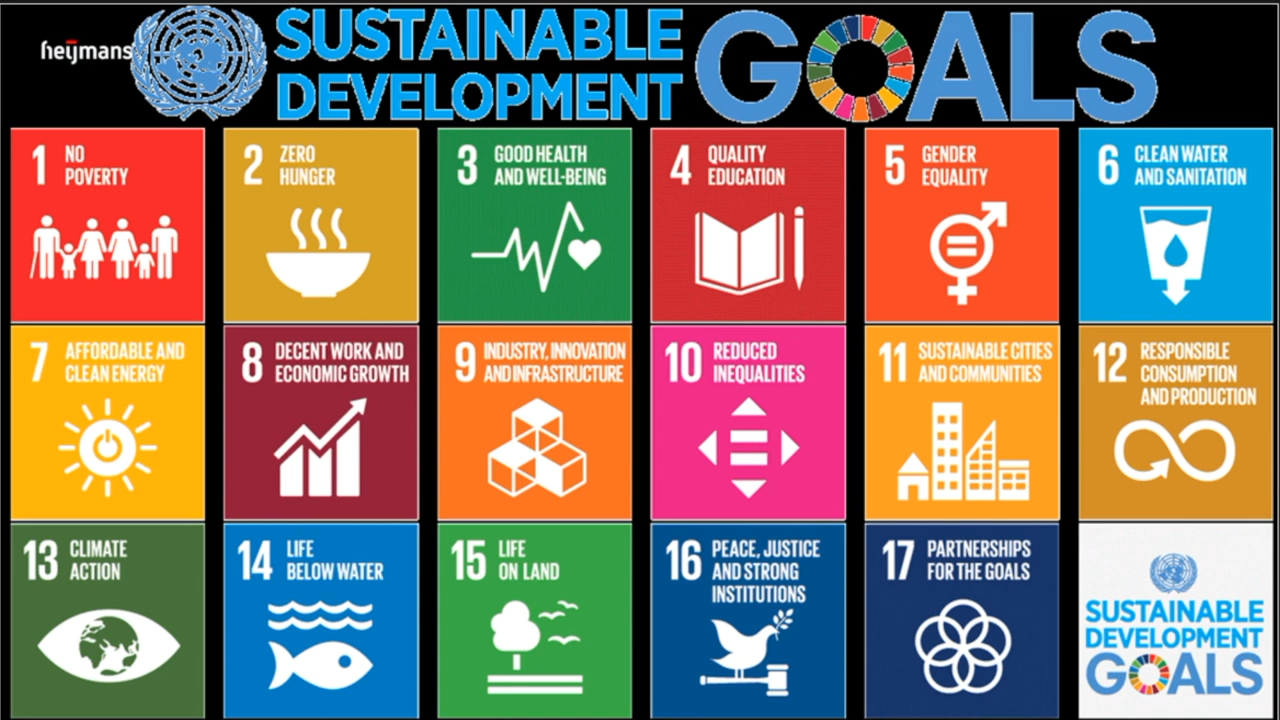 heijmans
SUSTAINABLE
DEVELOPMENT
GOALS
1 NO
POVERTY
2 ZERO
HUNGER
3 GOOD HEALTH
AND WELL-BEING
4 QUALITY
EDUCATION
5 GENDER
EQUALITY
6 CLEAN WATER
AND SANITATION
7 AFFORDABLE AND
CLEAN ENERGY
8 DECENT WORK AND
ECONOMIC GROWTH
9 INDUSTRY, INNOVATION
AND INFRASTRUCTURE
10 REDUCED
INEQUALITIES
11 SUSTAINABLE CITIES
AND COMMUNITIES
12 RESPONSIBLE
CONSUMPTION
AND PRODUCTION
13 CLIMATE
ACTION
14 LIFE
BELOW WATER
15 LIFE
ON LAND
16 PEACE, JUSTICE
AND STRONG
INSTITUTIONS
17 PARTNERSHIPS
FOR THE GOALS
SUSTAINABLE
DEVELOPMENT
GOALS